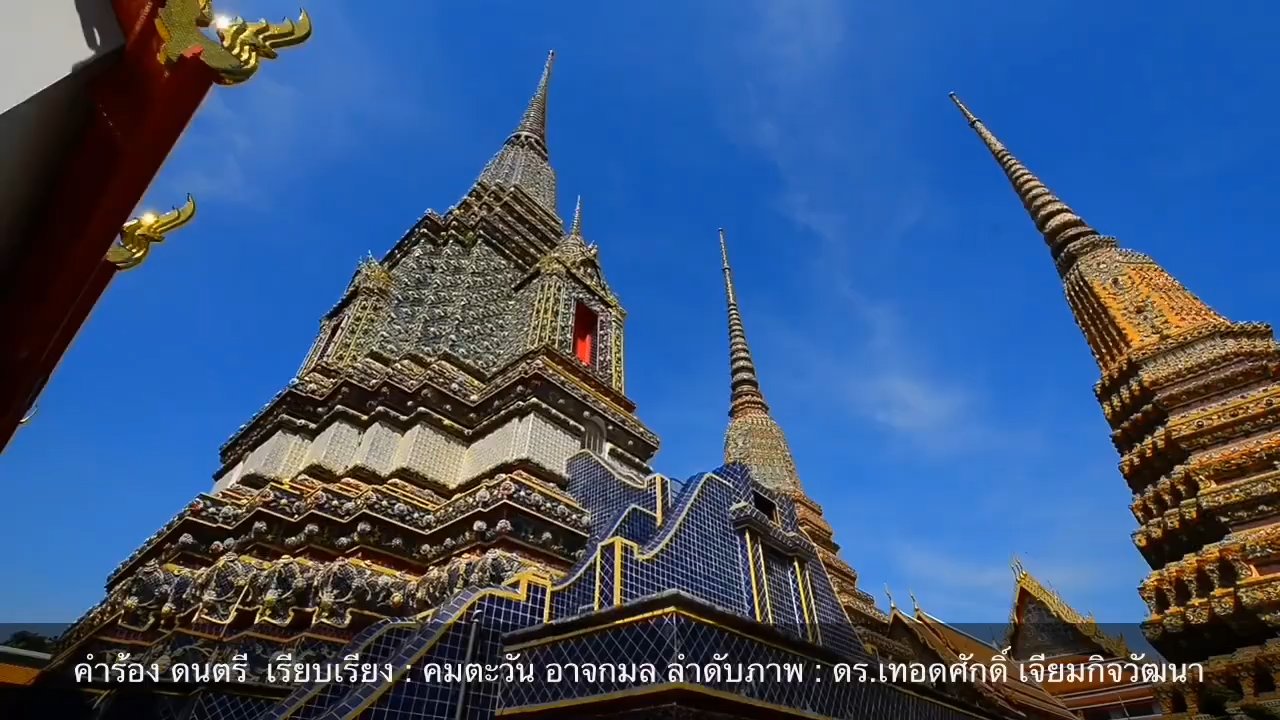 คำร้อง ดนตรี  เรียบเรียง : คมตะวัน อาจกมล ลำดับภาพ : ดร.เทอดศักดิ์ เจียมกิจวัฒนา